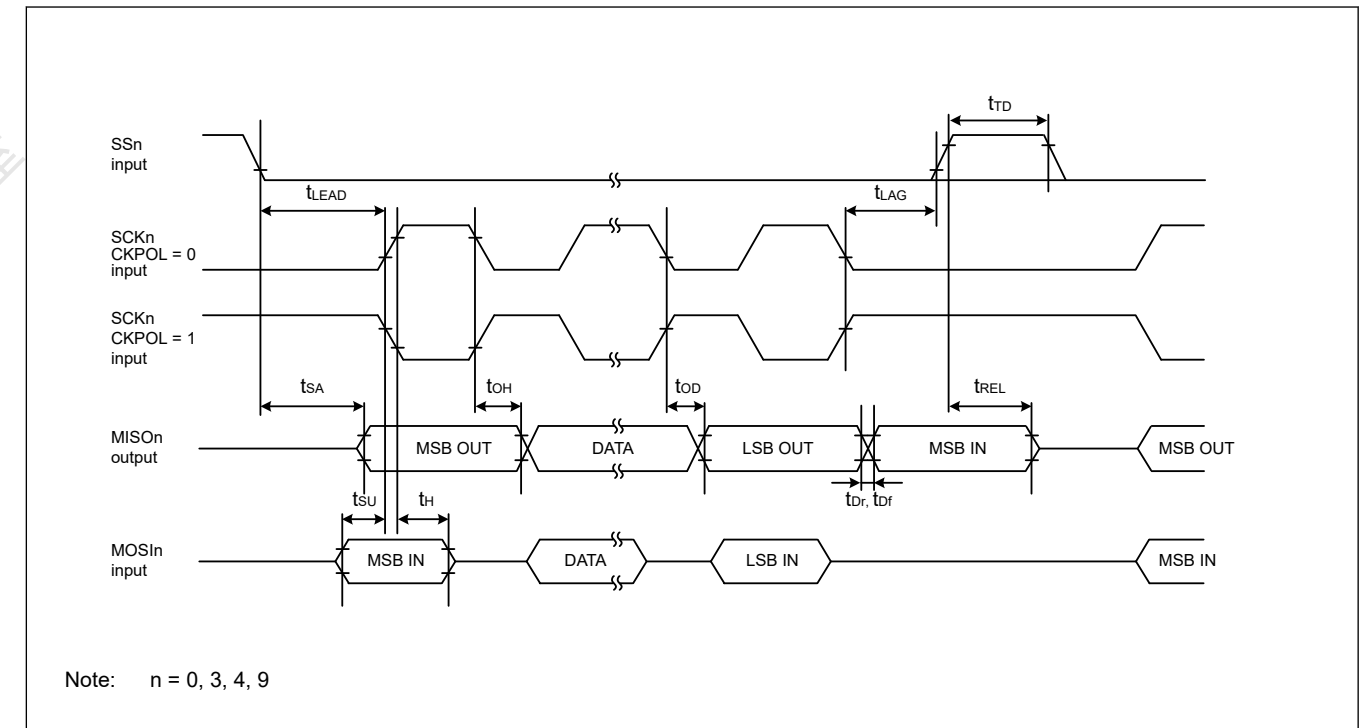 tTD
SSn
input
tLEAD
tLAG
SCKn
CKPOL = 0
input
SCKn
CKPOL = 1
input
tSA
tOH
tOD
tREL
MISOn
output
MSB OUT
DATA
LSB OUT
MSB IN
MSB OUT
tSU
tH
tDr, tDf
MOSIn
input
MSB IN
DATA
LSB IN
MSB IN
Note: n = 0, 3, 4, 9